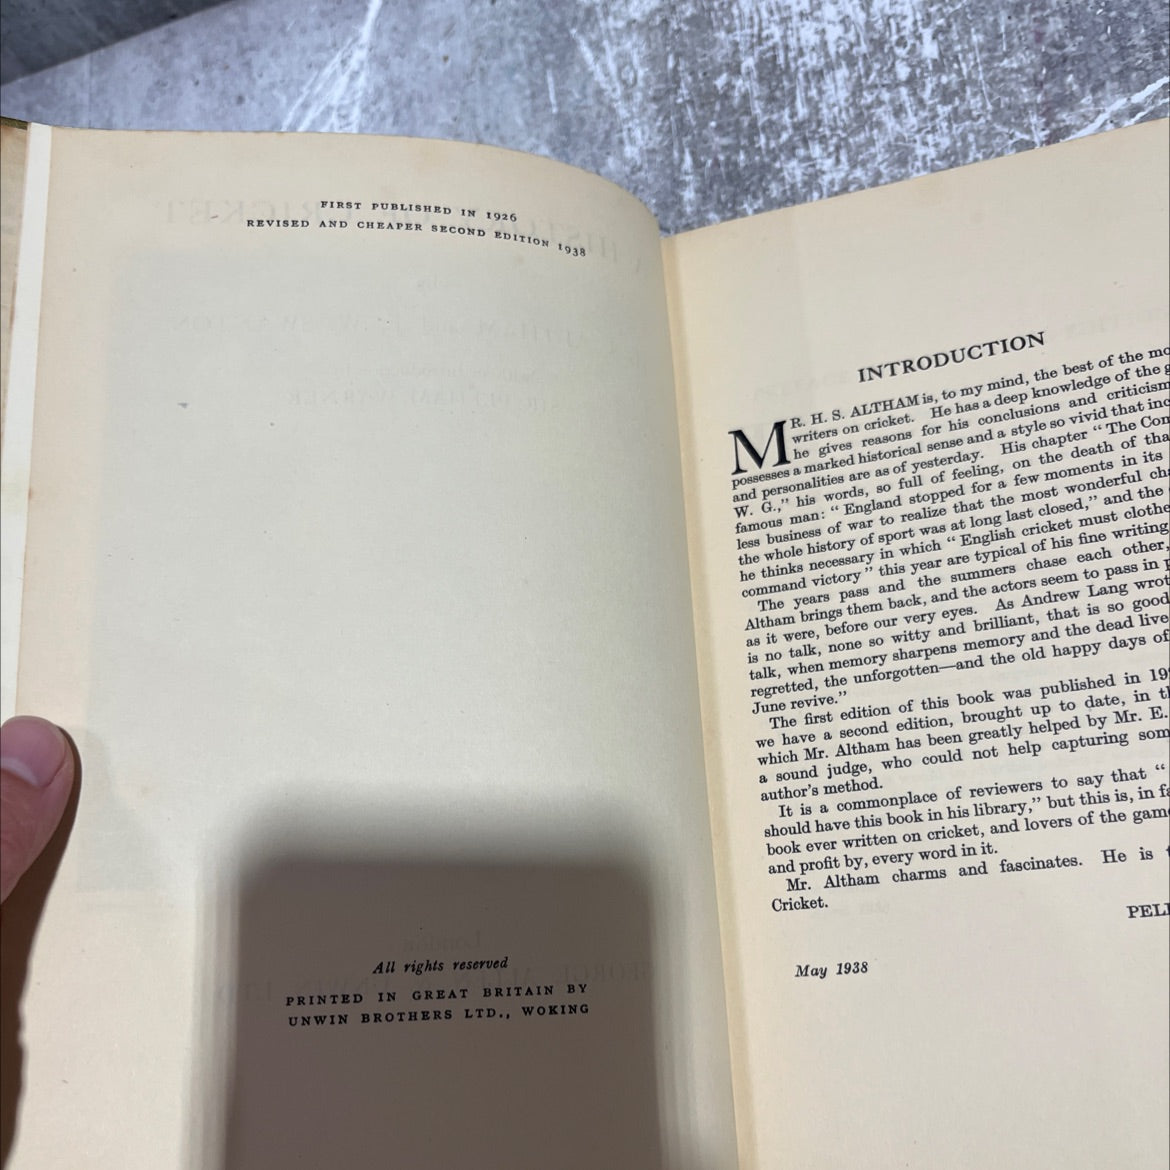 FIRST PUBLISHED IN 1926
REVISED AND CHEAPER SECOND EDITION 1938
All rights reserved
PRINTED IN GREAT BRITAIN BY
UNWIN BROTHERS LTD., WOKING
INTRODUCTION
MR. H. S. ALTHAM is, to my mind, the best of the mo
writers on cricket. He has a deep knowledge of the g
he gives reasons for his conclusions and criticism
possesses a marked historical sense and a style so vivid that inc
and personalities are as of yesterday. His chapter "The Con
W. G.," his words, so full of feeling, on the death of tha
famous man: "England stopped for a few moments in its
less business of war to realize that the most wonderful cha
the whole history of sport was at long last closed," and the
he thinks necessary in which "English cricket must clothe
command victory" this year are typical of his fine writing
The years pass and the summers chase each other,
Altham brings them back, and the actors seem to pass in p
as it were, before our very eyes. As Andrew Lang wrot
is no talk, none so witty and brilliant, that is so good
talk, when memory sharpens memory and the dead live
regretted, the unforgotten—and the old happy days of
June revive."
The first edition of this book was published in 19
we have a second edition, brought up to date, in th
which Mr. Altham has been greatly helped by Mr. E.
a sound judge, who could not help capturing som
author's method.
It is a commonplace of reviewers to say that "
should have this book in his library," but this is, in fa
book ever written on cricket, and lovers of the gam
and profit by, every word in it.
Mr. Altham charms and fascinates. He is t
Cricket.
PEL
May 1938